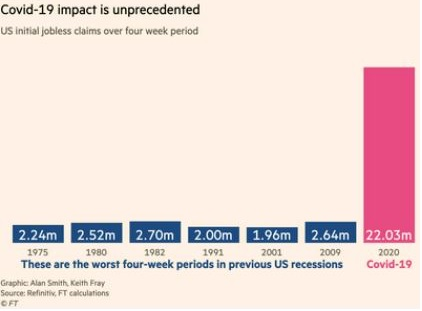 Covid-19 impact is unprecedented
US initial jobless claims over four week period
2.24m 2.52m 2.70m 2.00m 1.96m 2.64m 22.03m
1975 1980 1982 1991 2001 2009 2020
These are the worst four-week periods in previous US recessions Covid-19
Graphic: Alan Smith, Keith Fray
Source: Refinitiv, FT calculations
© FT